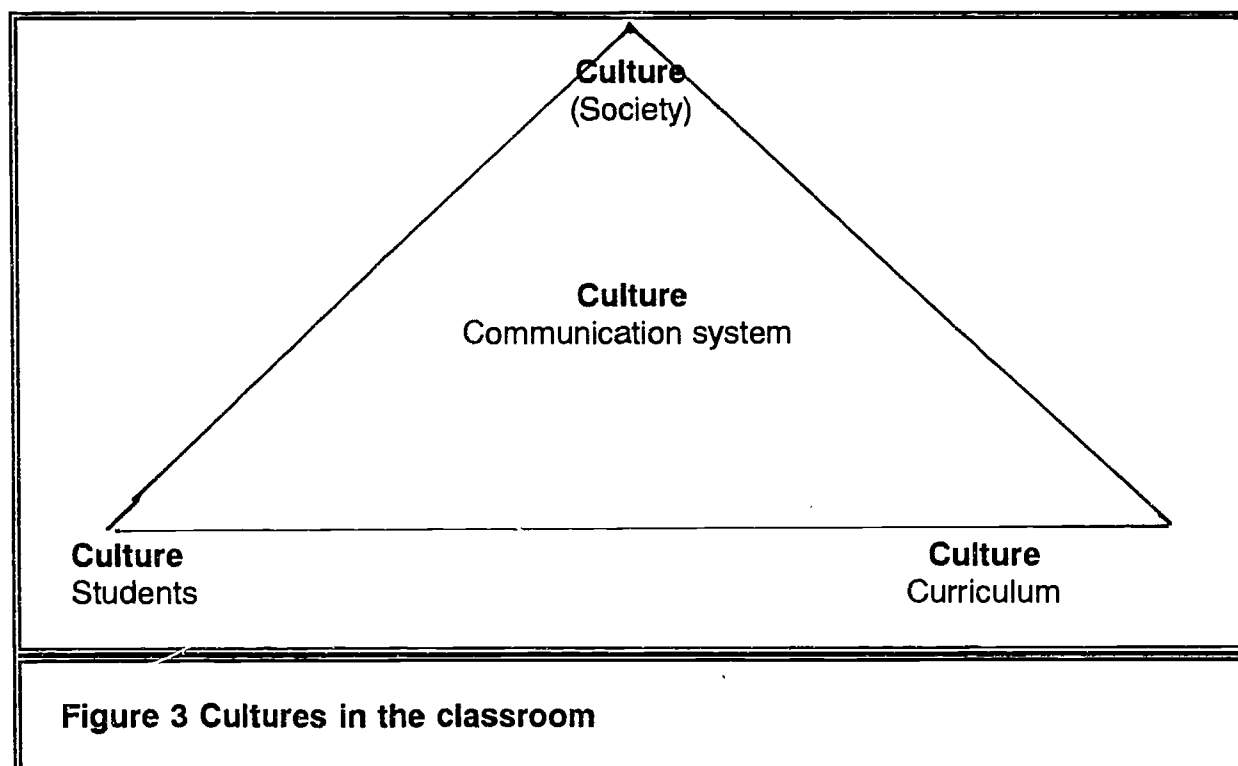 Culture
(Society)
Culture
Communication system
Culture
Students
Culture
Curriculum
Figure 3 Cultures in the classroom